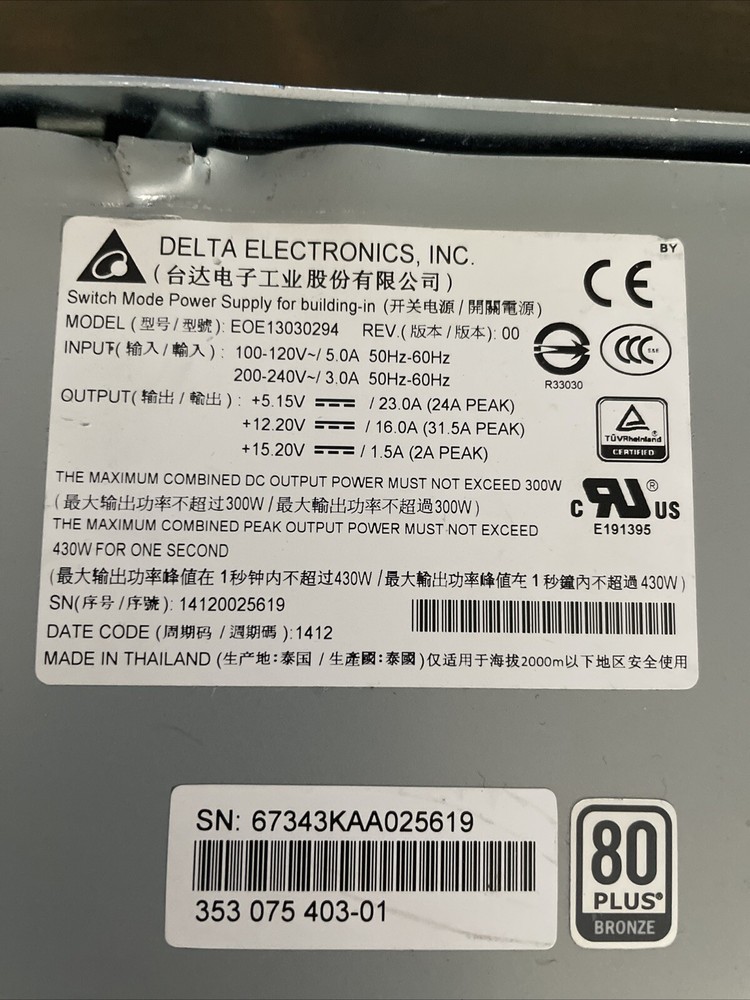 BY
DELTA ELECTRONICS, INC.
(台达电子工业股份有限公司)
Switch Mode Power Supply for building-in (开关电源 / 開關電源)
MODEL (型号 / 型號): EOE13030294 REV.( 版本 / 版本): 00
INPUT( 输入 / 輸入 ) : 100-120V~/ 5.0A 50Hz-60Hz
200-240V~/ 3.0A 50Hz-60Hz
OUTPUT( 输出 / 輸出 ) : +5.15V / 23.0A (24A PEAK)
+12.20V / 16.0A (31.5A PEAK)
+15.20V / 1.5A (2A PEAK)
CE
CCC S&E
R33030
TÜVRheinland
CERTIFIED
THE MAXIMUM COMBINED DC OUTPUT POWER MUST NOT EXCEED 300W
(最大输出功率不超过300W / 最大輸出功率不超過300W)
THE MAXIMUM COMBINED PEAK OUTPUT POWER MUST NOT EXCEED
430W FOR ONE SECOND
c RU ® US
E191395
(最大输出功率峰值在 1 秒钟内不超过430W / 最大輸出功率峰值在 1 秒鐘內不超過 430W)
SN(序号 / 序號) : 14120025619
DATE CODE (周期码 / 週期碼 ) :1412
MADE IN THAILAND (生产地:泰国 / 生產國:泰國) 仅适用于海拔2000m以下地区安全使用
SN: 67343KAA025619
353 075 403-01
80
PLUS®
BRONZE